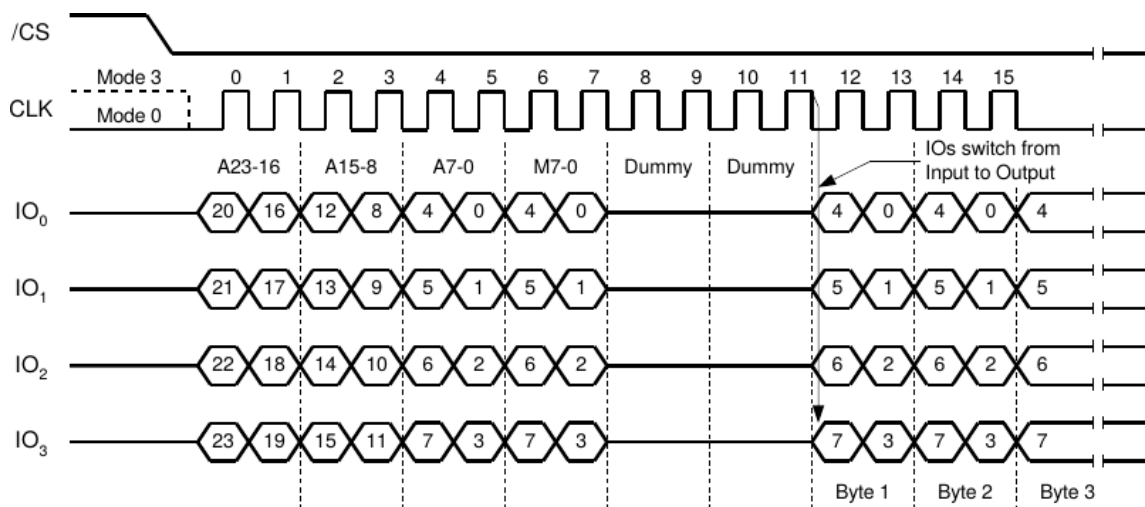 /CS
Mode 3 0 1 2 3 4 5 6 7 8 9 10 11 12 13 14 15
CLK
Mode 0
IOs switch from
Input to Output
A23-16 A15-8 A7-0 M7-0 Dummy Dummy
IO0 20 16 12 8 4 0 4 0 4 0 4 0 4
IO1 21 17 13 9 5 1 5 1 5 1 5 1 5
IO2 22 18 14 10 6 2 6 2 6 2 6 2 6
IO3 23 19 15 11 7 3 7 3 7 3 7 3 7
Byte 1 Byte 2 Byte 3